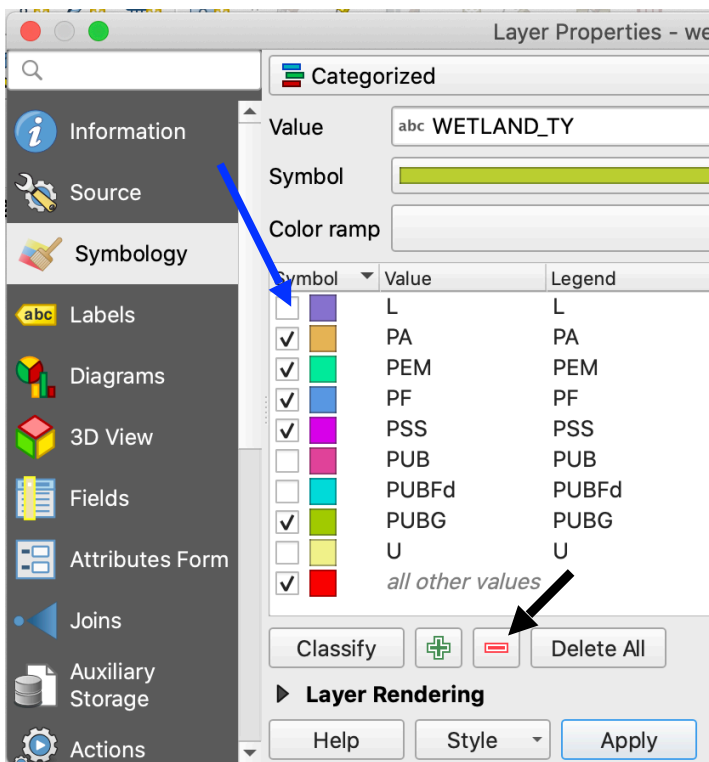 Layer Properties - we
Categorized
Information
Value
abc WETLAND_TY
Source
Symbol
Symbology
Color ramp
Symbol Value Legend
abc Labels
L L
PA PA
Diagrams
PEM PEM
PF PF
3D View
PSS PSS
PUB PUB
Fields
PUBFd PUBFd
PUBG PUBG
Attributes Form
U U
all other values
Joins
Classify
Delete All
Auxiliary
Storage
Layer Rendering
Actions
Help
Style
Apply